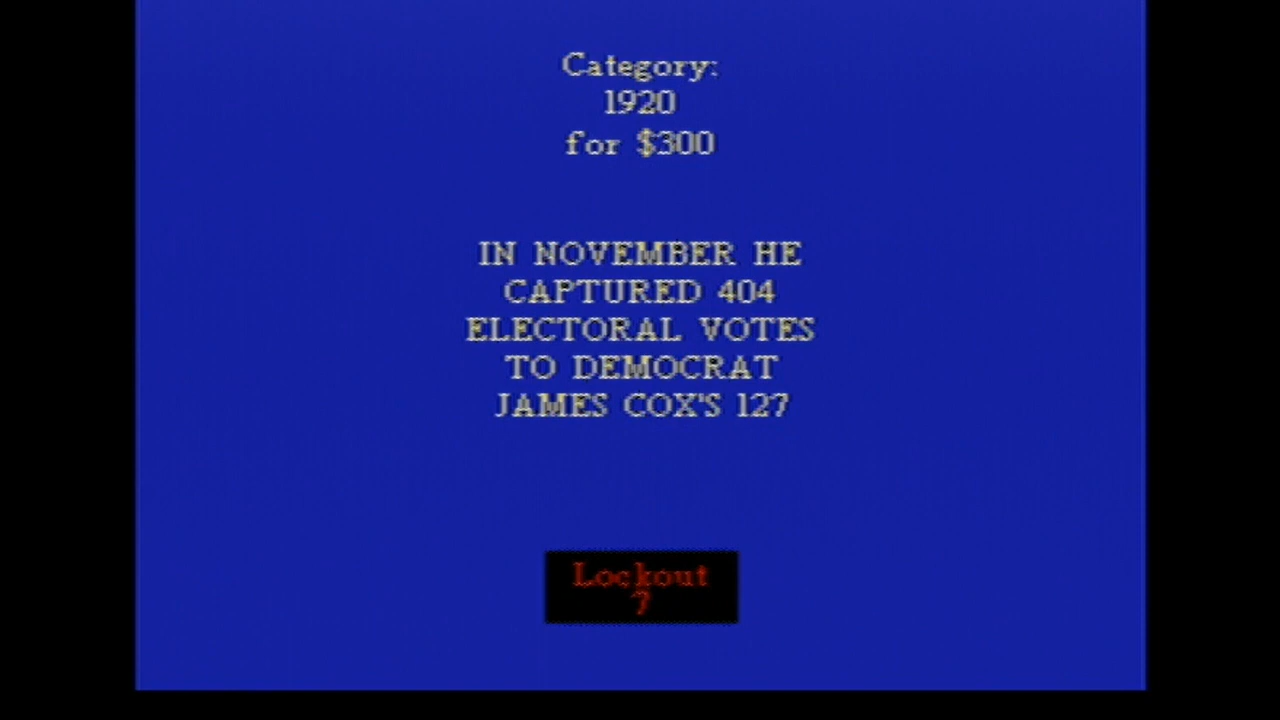 Category:
1920
for $300
IN NOVEMBER HE
CAPTURED 404
ELECTORAL VOTES
TO DEMOCRAT
JAMES COX'S 127
Lockout
7